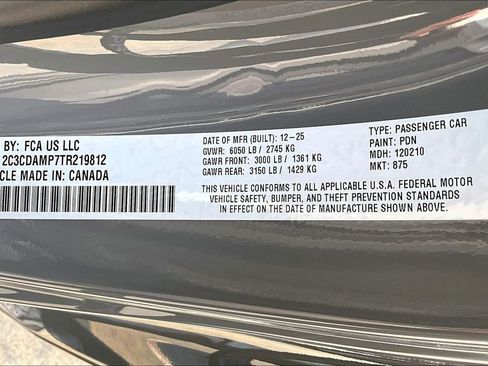 BY: FCA US LLC
2C3CDAMP7TR219812
CLE MADE IN: CANADA
DATE OF MFR (BUILT): 12-25
GVWR: 6050 LB / 2745 KG
GAWR FRONT: 3000 LB / 1361 KG
GAWR REAR: 3150 LB / 1429 KG
TYPE: PASSENGER CAR
PAINT: PDN
MDH: 120210
MKT: 875
THIS VEHICLE CONFORMS TO ALL APPLICABLE U.S.A. FEDERAL MOTOR
VEHICLE SAFETY, BUMPER, AND THEFT PREVENTION STANDARDS
IN EFFECT ON THE DATE OF MANUFACTURE SHOWN ABOVE.